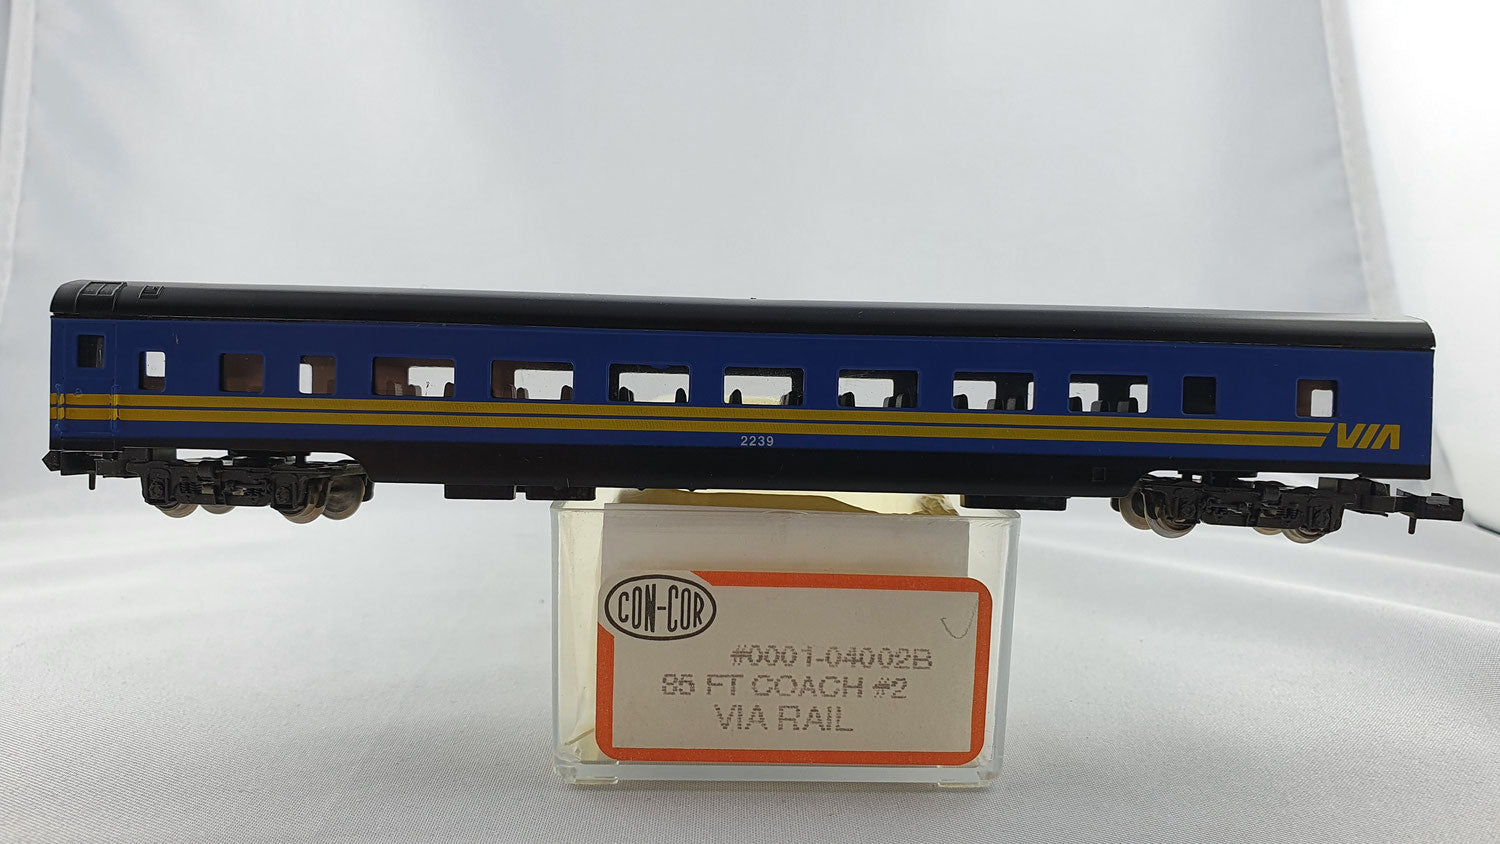 2239
VIA
CON-COR
#0001-04002B
85 FT COACH #2
VIA RAIL